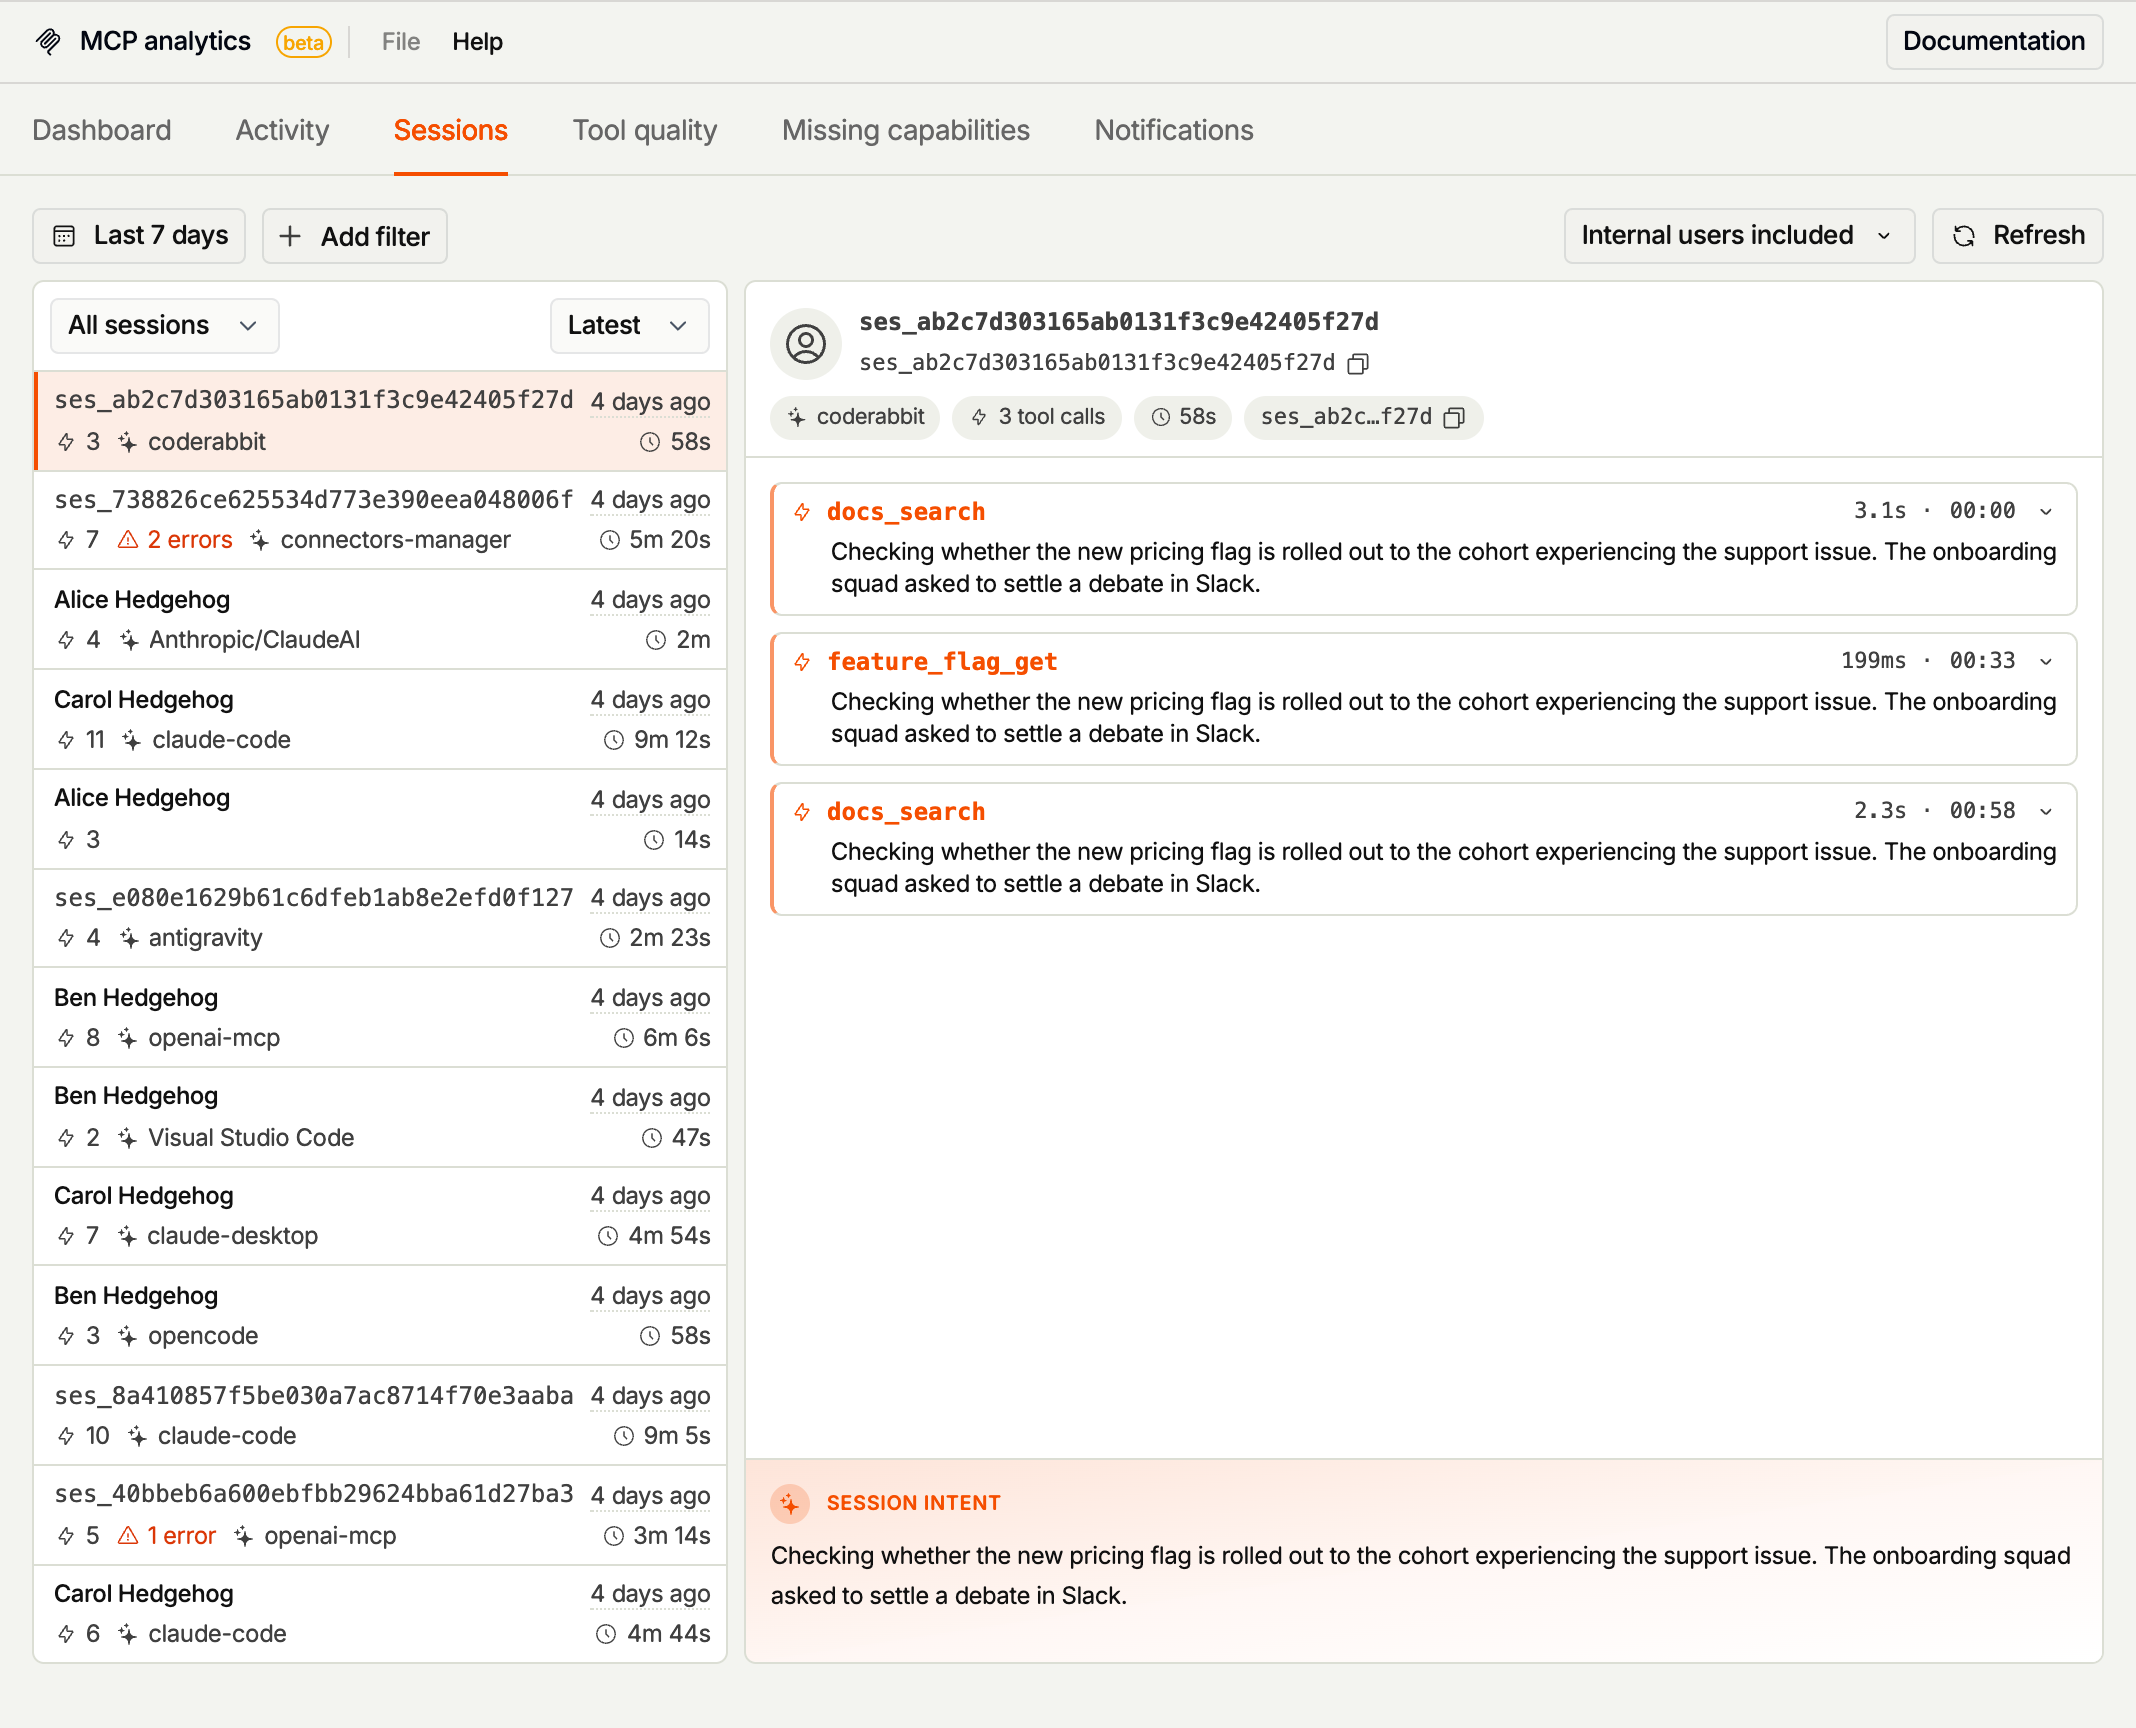 MCP analytics beta File Help Documentation
Dashboard Activity Sessions Tool quality Missing capabilities Notifications
Last 7 days Add filter Internal users included Refresh
All sessions Latest
ses_ab2c7d303165ab0131f3c9e42405f27d 4 days ago
3 coderabbit 58s
ses_738826ce625534d773e390eea048006f 4 days ago
7 2 errors connectors-manager 5m 20s
Alice Hedgehog 4 days ago
4 Anthropic/ClaudeAI 2m
Carol Hedgehog 4 days ago
11 claude-code 9m 12s
Alice Hedgehog 4 days ago
3 14s
ses_e080e1629b61c6dfeb1ab8e2efd0f127 4 days ago
4 antigravity 2m 23s
Ben Hedgehog 4 days ago
8 openai-mcp 6m 6s
Ben Hedgehog 4 days ago
2 Visual Studio Code 47s
Carol Hedgehog 4 days ago
7 claude-desktop 4m 54s
Ben Hedgehog 4 days ago
3 opencode 58s
ses_8a410857f5be030a7ac8714f70e3aaba 4 days ago
10 claude-code 9m 5s
ses_40bbeb6a600ebfbb29624bba61d27ba3 4 days ago
5 1 error openai-mcp 3m 14s
Carol Hedgehog 4 days ago
6 claude-code 4m 44s
ses_ab2c7d303165ab0131f3c9e42405f27d
ses_ab2c7d303165ab0131f3c9e42405f27d
coderabbit 3 tool calls 58s ses_ab2c…f27d
docs_search 3.1s · 00:00
Checking whether the new pricing flag is rolled out to the cohort experiencing the support issue. The onboarding
squad asked to settle a debate in Slack.
feature_flag_get 199ms · 00:33
Checking whether the new pricing flag is rolled out to the cohort experiencing the support issue. The onboarding
squad asked to settle a debate in Slack.
docs_search 2.3s · 00:58
Checking whether the new pricing flag is rolled out to the cohort experiencing the support issue. The onboarding
squad asked to settle a debate in Slack.
SESSION INTENT
Checking whether the new pricing flag is rolled out to the cohort experiencing the support issue. The onboarding squad
asked to settle a debate in Slack.